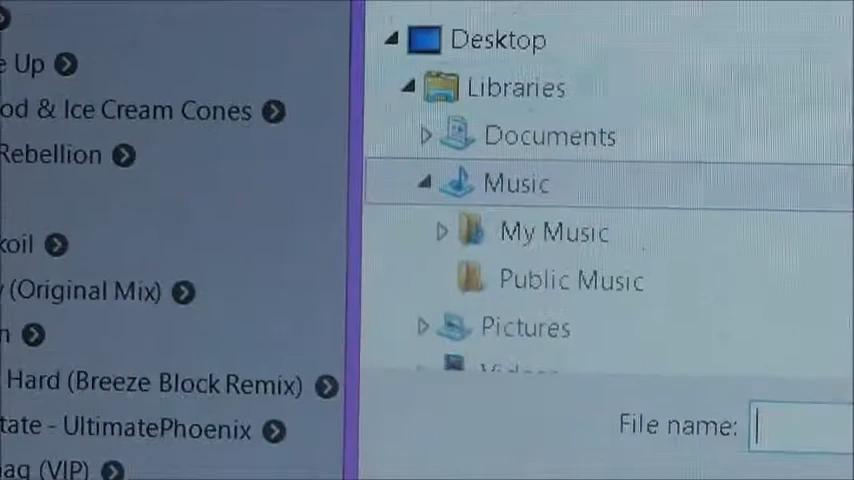 e Up
od & Ice Cream Cones
Rebellion
koil
(Original Mix)
n
Hard (Breeze Block Remix)
tate - UltimatePhoenix
aq (VIP)
Desktop
Libraries
Documents
Music
My Music
Public Music
Pictures
File name: